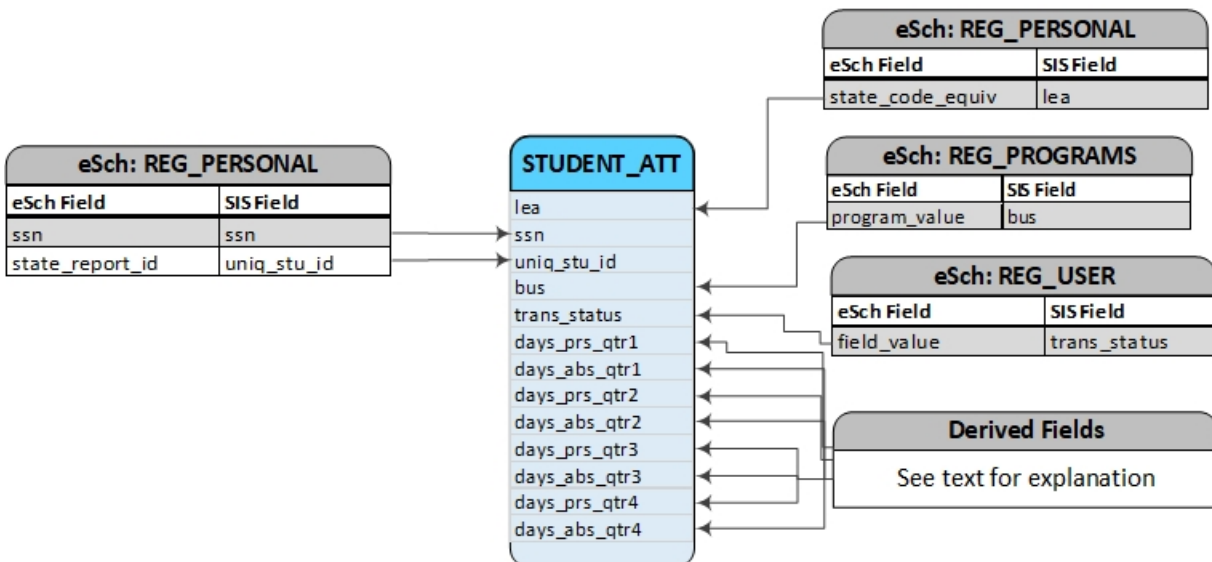 eSch: REG_PERSONAL
eSch Field SIS Field
ssn ssn
state_report_id uniq_stu_id
STUDENT_ATT
lea
ssn
uniq_stu_id
bus
trans_status
days_prs_qtr1
days_abs_qtr1
days_prs_qtr2
days_abs_qtr2
days_prs_qtr3
days_abs_qtr3
days_prs_qtr4
days_abs_qtr4
eSch: REG_PERSONAL
eSch Field SIS Field
state_code_equiv lea
eSch: REG_PROGRAMS
eSch Field SIS Field
program_value bus
eSch: REG_USER
eSch Field SIS Field
field_value trans_status
Derived Fields
See text for explanation